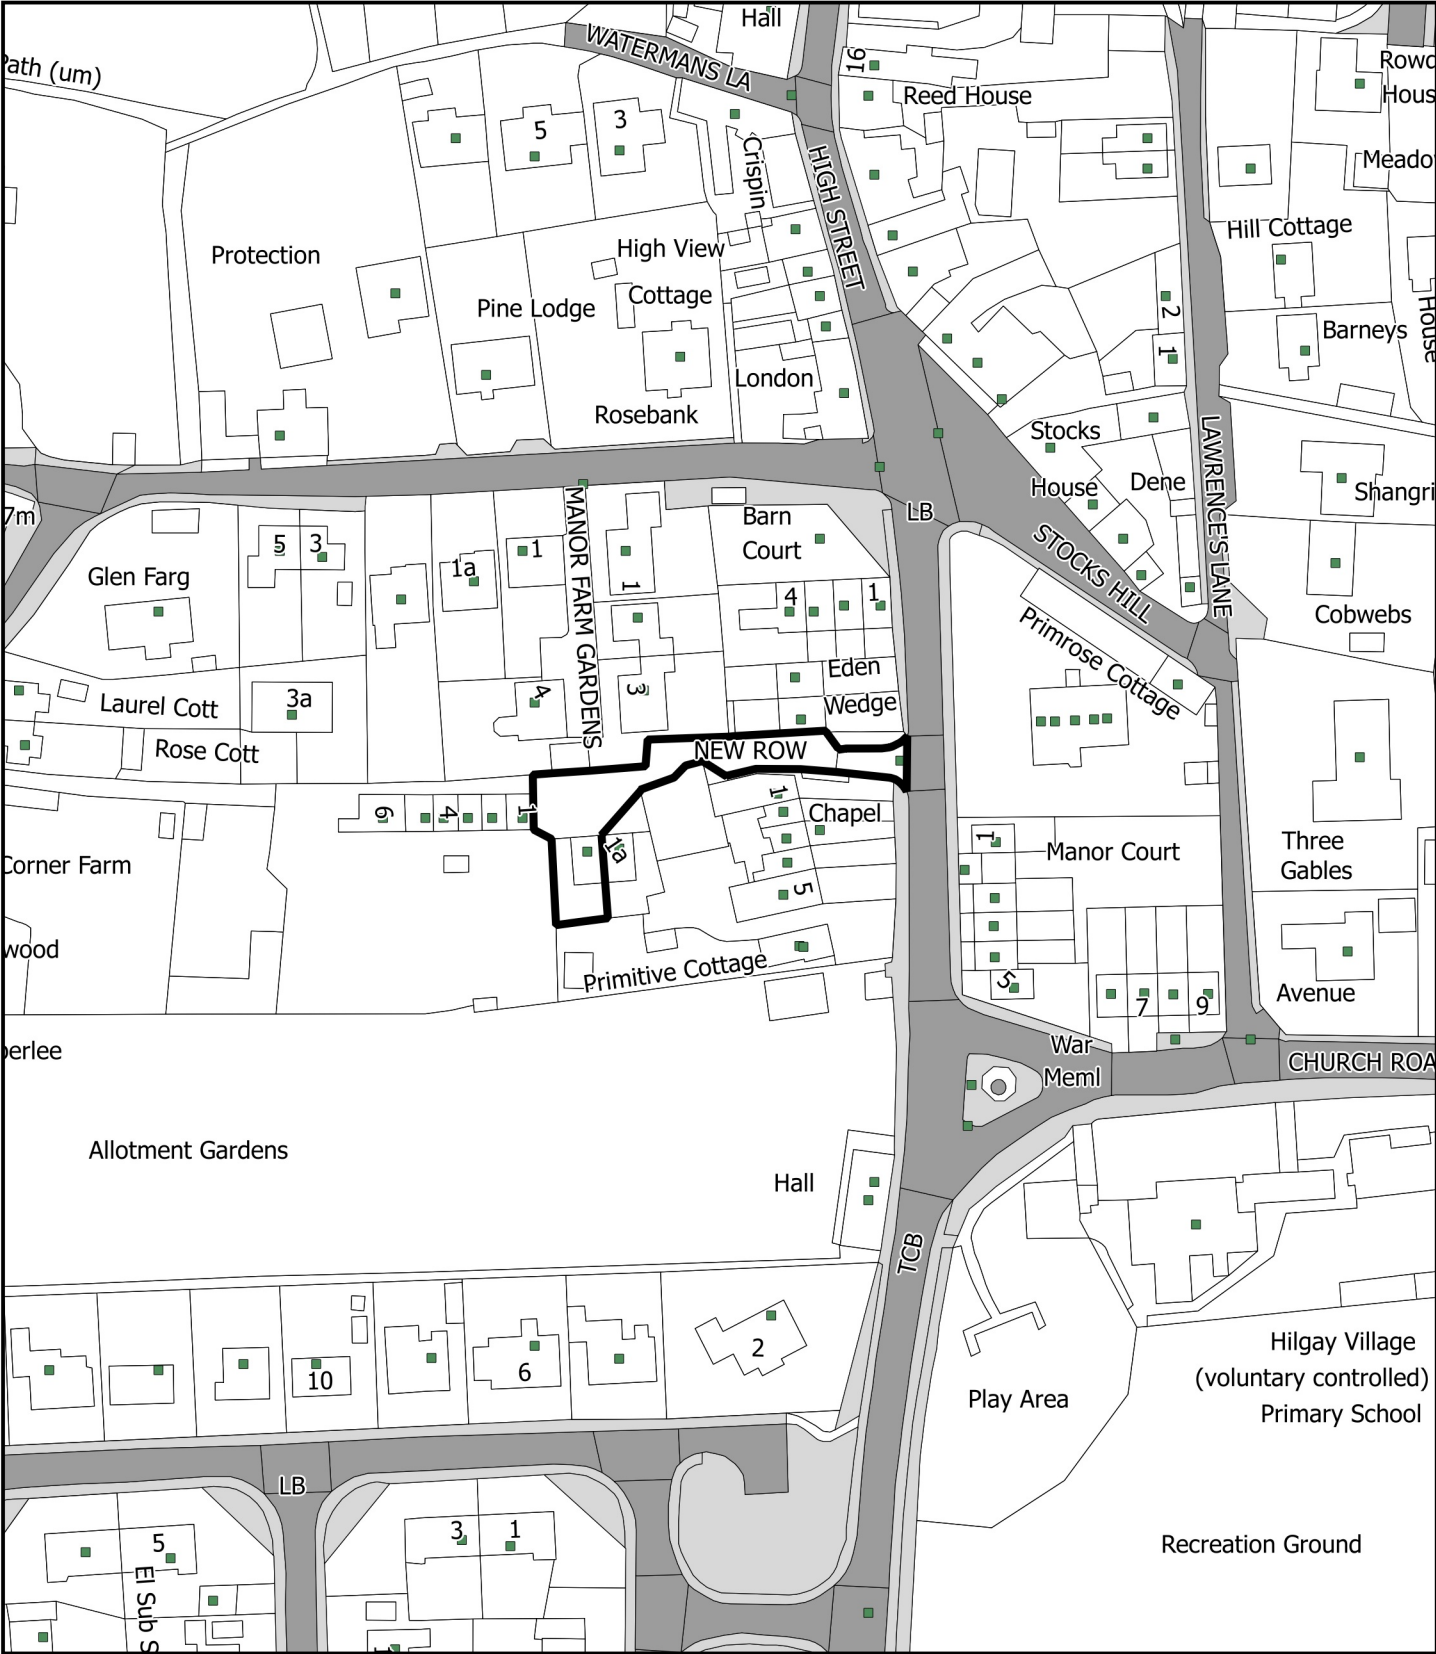 Hall
WATERMANS LA
Path (um)
16
Reed House
Rowd
Hous
5
3
Crispin
HIGH STREET
Meado
Hill Cottage
Protection
High View
Cottage
Pine Lodge
2
House
Barneys
1
London
Rosebank
Stocks
House
Dene
LAWRENCE'S LANE
Shangri
7m
LB
Barn
Court
MANOR FARM GARDENS
5
3
1a
1
1
STOCKS HILL
Glen Farg
4
1
Cobwebs
Primrose Cottage
Eden
Wedge
3a
4
3
Laurel Cott
Rose Cott
NEW ROW
6
4
1
1
Chapel
1a
1
Manor Court
Three
Gables
Corner Farm
5
wood
Primitive Cottage
5
7
9
Avenue
War
Meml
CHURCH ROA
berlee
Allotment Gardens
Hall
TCB
2
10
6
Hilgay Village
(voluntary controlled)
Primary School
Play Area
LB
5
3
1
Recreation Ground
El Sub S
1